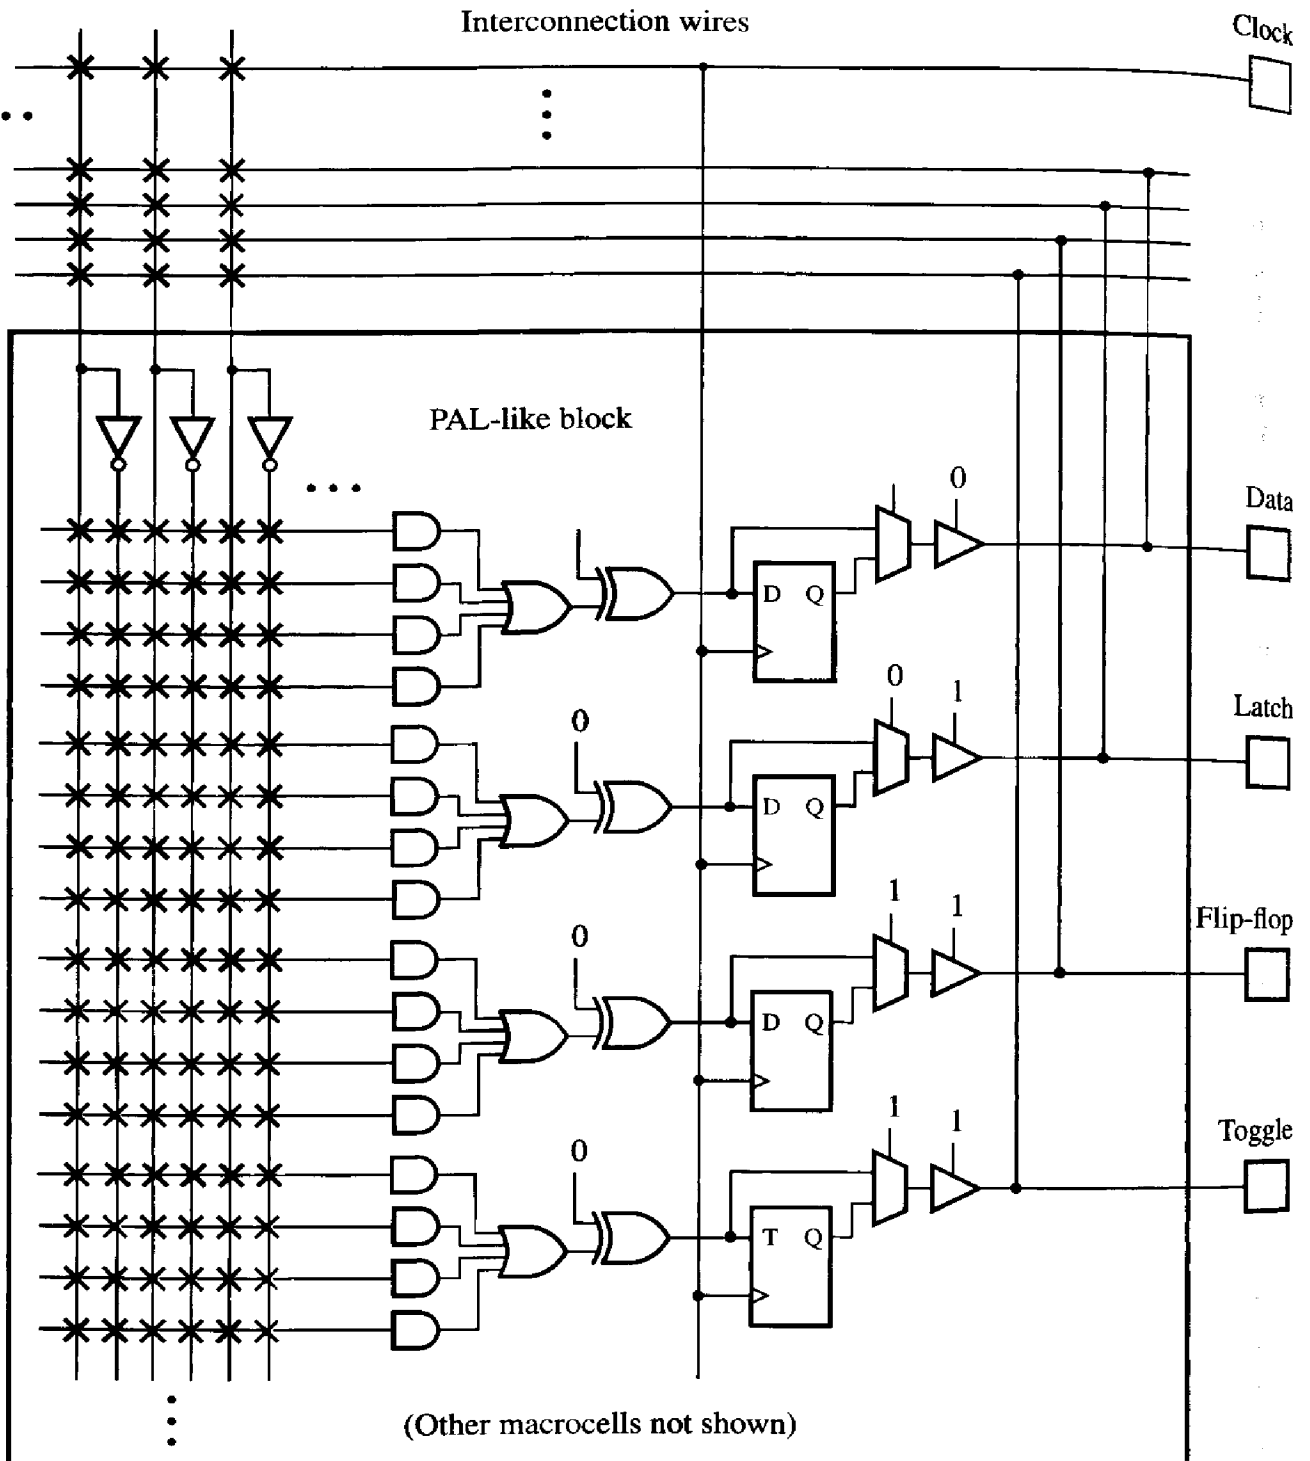 Interconnection wires
Clock
PAL-like block
0
Data
D Q
0
1
Latch
0
D Q
1
1
Flip-flop
0
D Q
1
1
Toggle
0
T Q
(Other macrocells not shown)